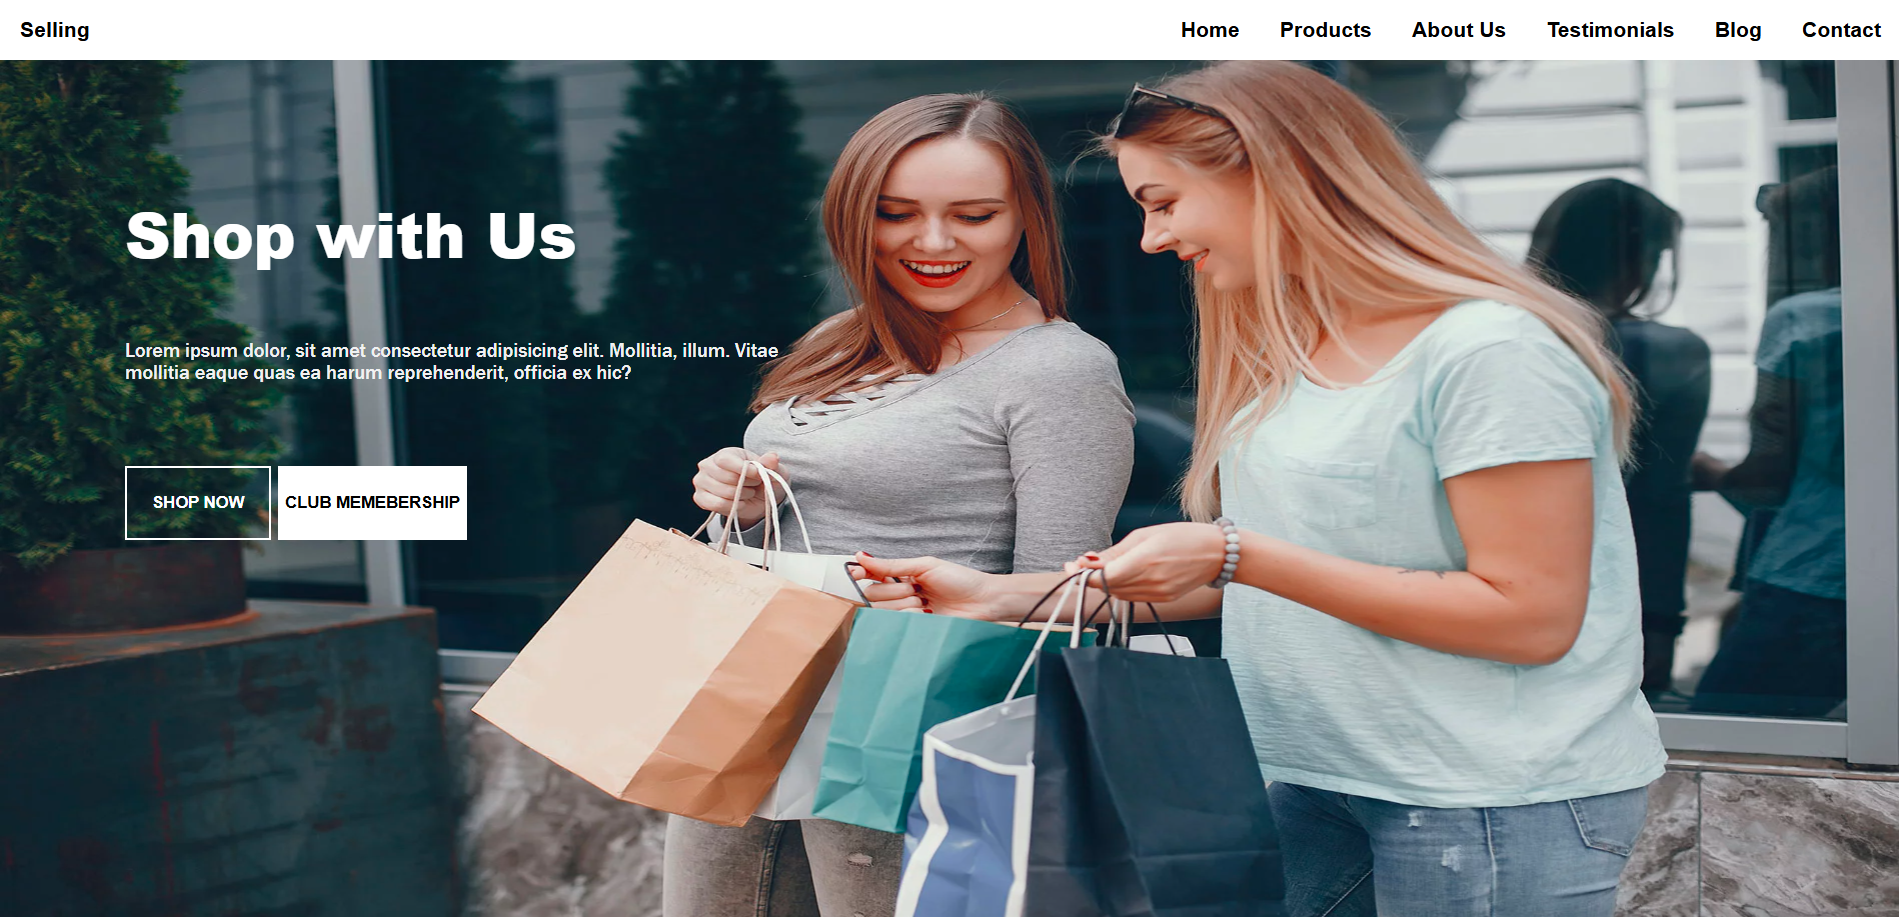 Selling
Home Products About Us Testimonials Blog Contact
Shop with Us
Lorem ipsum dolor, sit amet consectetur adipisicing elit. Mollitia, illum. Vitae
mollitia eaque quas ea harum reprehenderit, officia ex hic?
SHOP NOW
CLUB MEMEBERSHIP